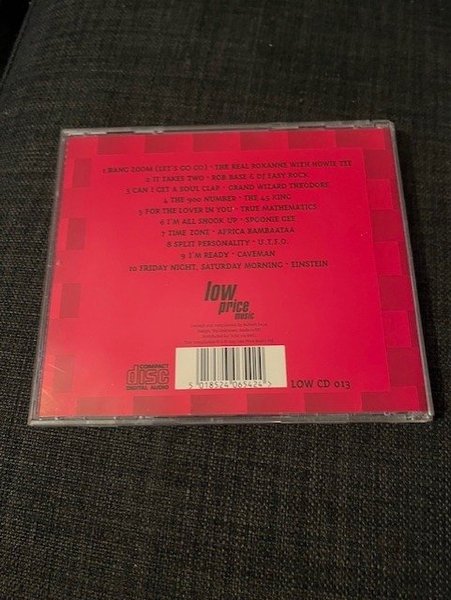 1 BANG ZOOM (LET'S GO GO) • THE REAL ROXANNE WITH HOWIE TEE
2 IT TAKES TWO • ROB BASE & DJ EASY ROCK
3 CAN I GET A SOUL CLAP • GRAND WIZARD THEODORE
4 THE 900 NUMBER • THE 45 KING
5 FOR THE LOVER IN YOU • TRUE MATHEMATICS
6 I'M ALL SHOOK UP • SPOONIE GEE
7 TIME ZONE • AFRICA BAMBAATAA
8 SPLIT PERSONALITY • U.T.F.O.
9 I'M READY • CAVEMAN
10 FRIDAY NIGHT, SATURDAY MORNING • EINSTEIN
low
price
music
COMPACT
disc
DIGITAL AUDIO
5 018524 065424 >
LOW CD 013